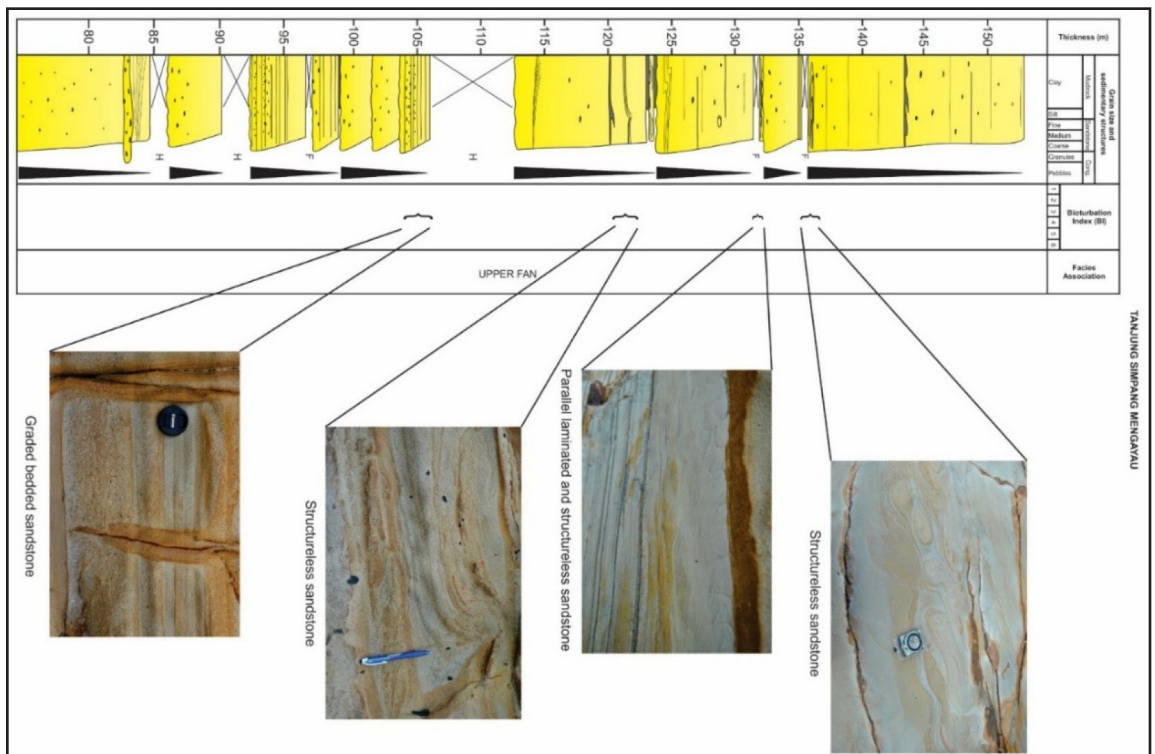 TANJUNG SIMPANG MENGAYAU
Thickness (m)
Grain size and
sedimentary structures
Mudrock
Sandstone
Cong.
Clay
Silt
Fine
Medium
Coarse
Granules
Pebbles
Bioturbation
Index (BI)
1
2
3
4
5
6
Facies
Association
150
145
140
135
130
125
120
115
110
105
100
95
90
85
80
F
F
H
F
H
H
UPPER FAN
Structureless sandstone
Parallel laminated and structureless sandstone
Structureless sandstone
Graded bedded sandstone